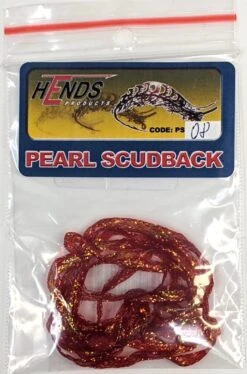 HENDS
PRODUCTS
CODE: PS 08
PEARL SCUDBACK